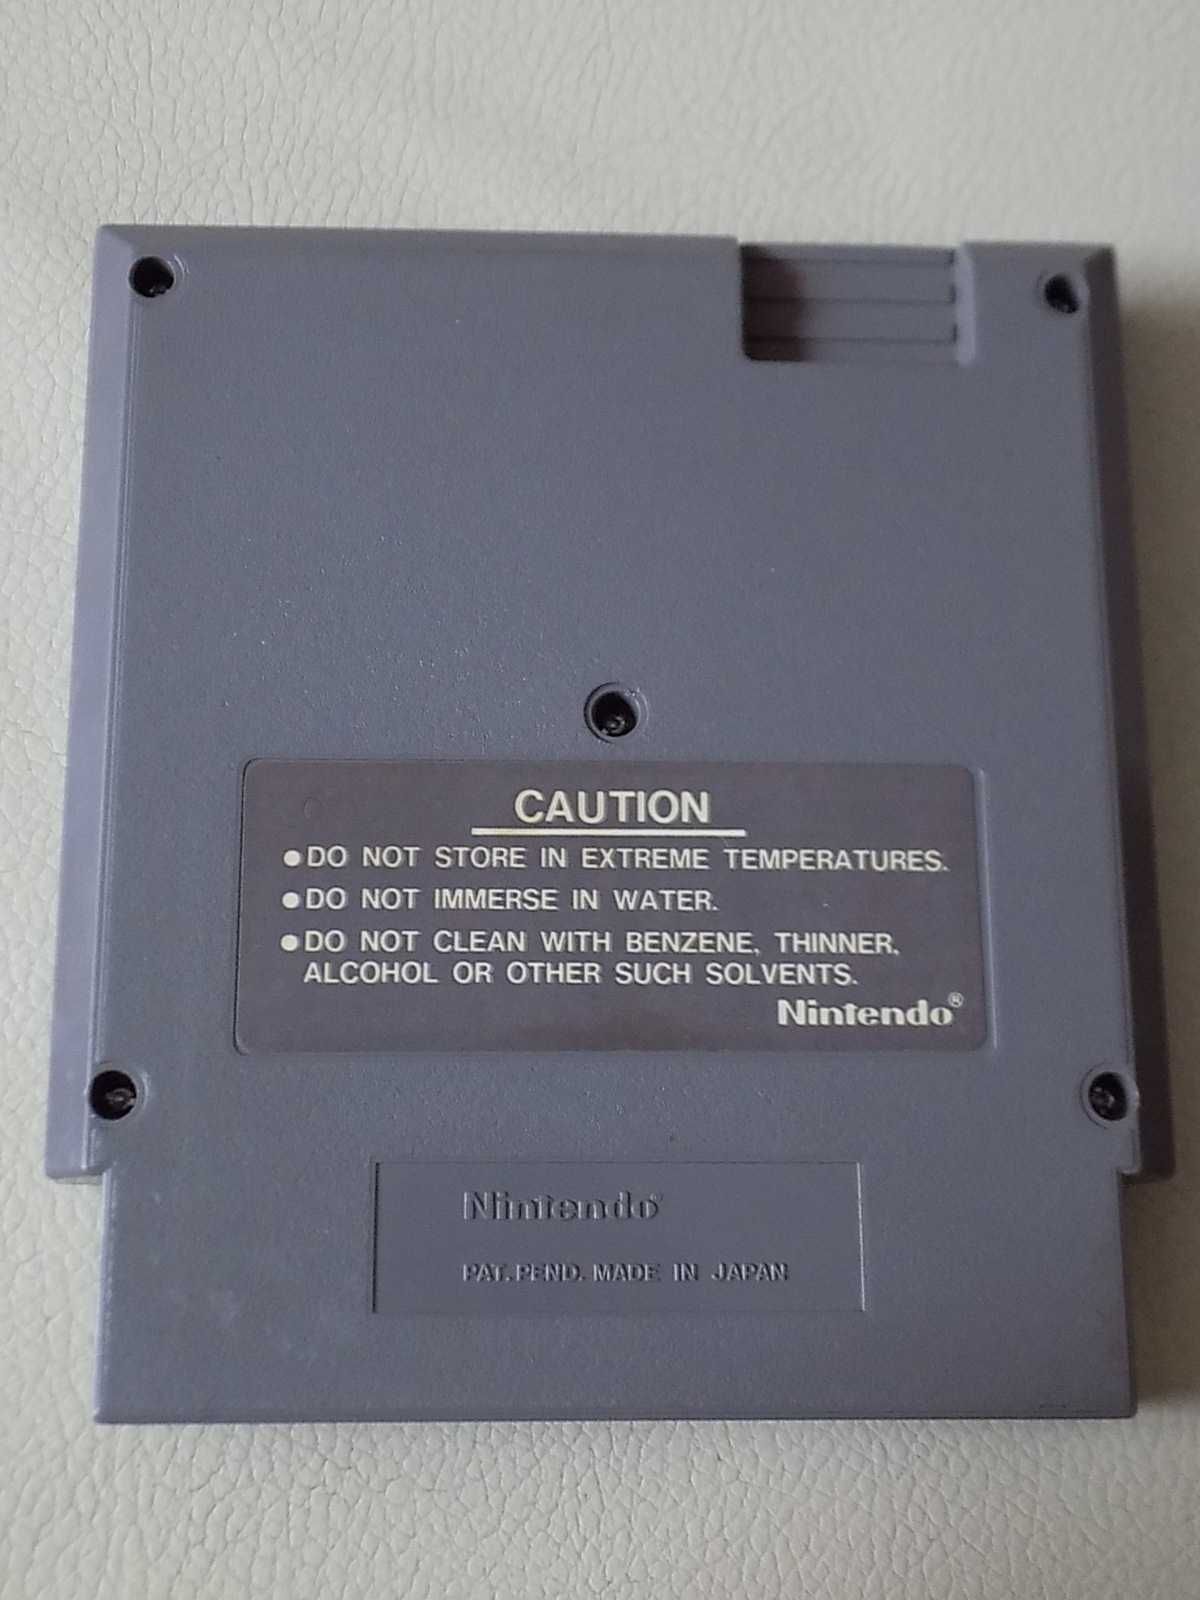 CAUTION
●DO NOT STORE IN EXTREME TEMPERATURES.
●DO NOT IMMERSE IN WATER.
●DO NOT CLEAN WITH BENZENE, THINNER,
ALCOHOL OR OTHER SUCH SOLVENTS.
Nintendo®
Nintendo®
PAT. PEND. MADE IN JAPAN